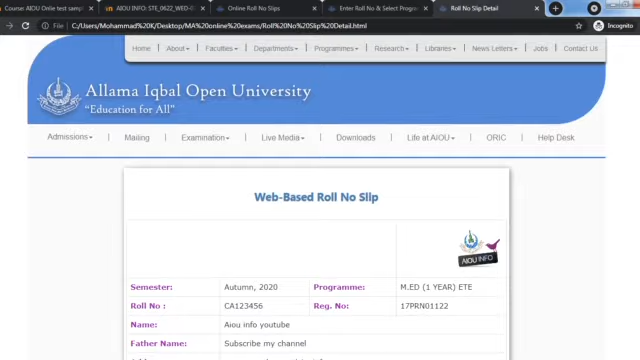 Course: AIOU Onlie test samp
AIOU INFO: STE_0622_WED-0
Online Roll No Slips
Enter Roll No & Select Progran
Roll No Slip Detail
File
C:/Users/Mohammad%20K/Desktop/MA%20online%20exams/Roll%20No%20Slip%20Detail.html
Incognito
Home
About
Faculties
Departments
Programmes
Research
Libraries
News Letters
Jobs
Contact Us
Allama Iqbal Open University
“Education for All”
Admissions
Mailing
Examination
Live Media
Downloads
Life at AIOU
ORIC
Help Desk
Web-Based Roll No Slip
AIOU INFO
Semester: Autumn, 2020 Programme: M.ED (1 YEAR) ETE
Roll No : CA123456 Reg. No: 17PRN01122
Name: Aiou info youtube
Father Name: Subscribe my channel